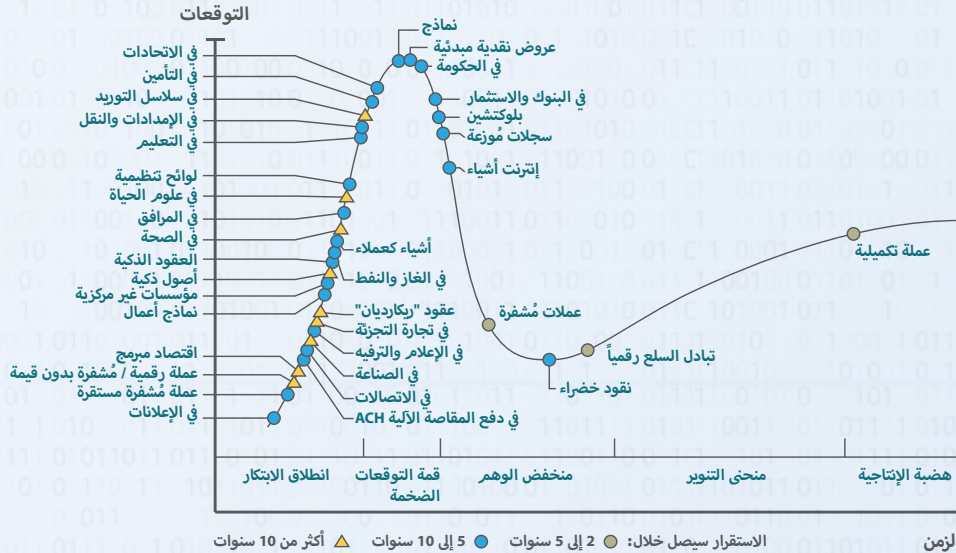 التوقعات
نماذج
عروض نقدية مبدئية
في الحكومة
في البنوك والاستثمار
بلوكتشين
سجلات مُوزعة
إنترنت أشياء
في الاتحادات
في التأمين
في سلاسل التوريد
في الإمدادات والنقل
في التعليم
لوائح تنظيمية
في علوم الحياة
في المرافق
في الصحة
العقود الذكية
أصول ذكية
مؤسسات غير مركزية
نماذج أعمال
اقتصاد مبرمج
عملة رقمية / مُشفرة بدون قيمة
عملة مُشفرة مستقرة
في الإعلانات
أشياء كعملاء
في الغاز والنفط
عقود "ريكارديان"
في تجارة التجزئة
في الإعلام والترفيه
في الصناعة
في الاتصالات
في دفع المقاصة الآلية ACH
عملات مُشفرة
نقود خضراء
تبادل السلع رقمياً
عملة تكميلية
انطلاق الابتكار
قمة التوقعات
الضخمة
منخفض الوهم
منحنى التنوير
هضبة الإنتاجية
الزمن
الاستقرار سيصل خلال:
2 إلى 5 سنوات
5 إلى 10 سنوات
أكثر من 10 سنوات